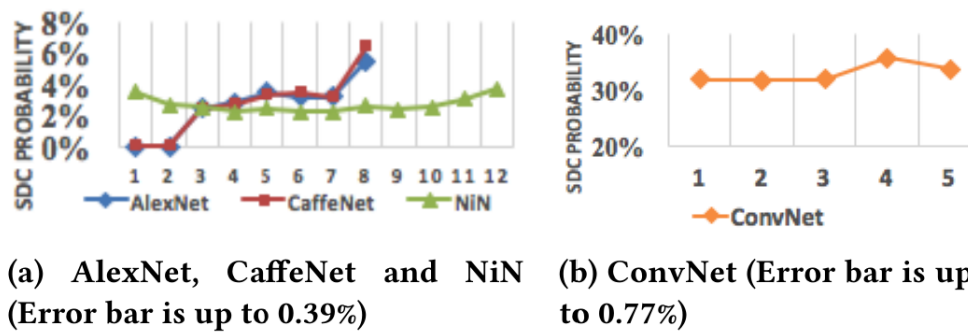 SDC PROBABILITY
8%
6%
4%
2%
0%
1 2 3 4 5 6 7 8 9 10 11 12
AlexNet CaffeNet NiN
(a) AlexNet, CaffeNet and NiN
(Error bar is up to 0.39%)
SDC PROBABILITY
40%
30%
20%
1 2 3 4 5
ConvNet
(b) ConvNet (Error bar is up
to 0.77%)